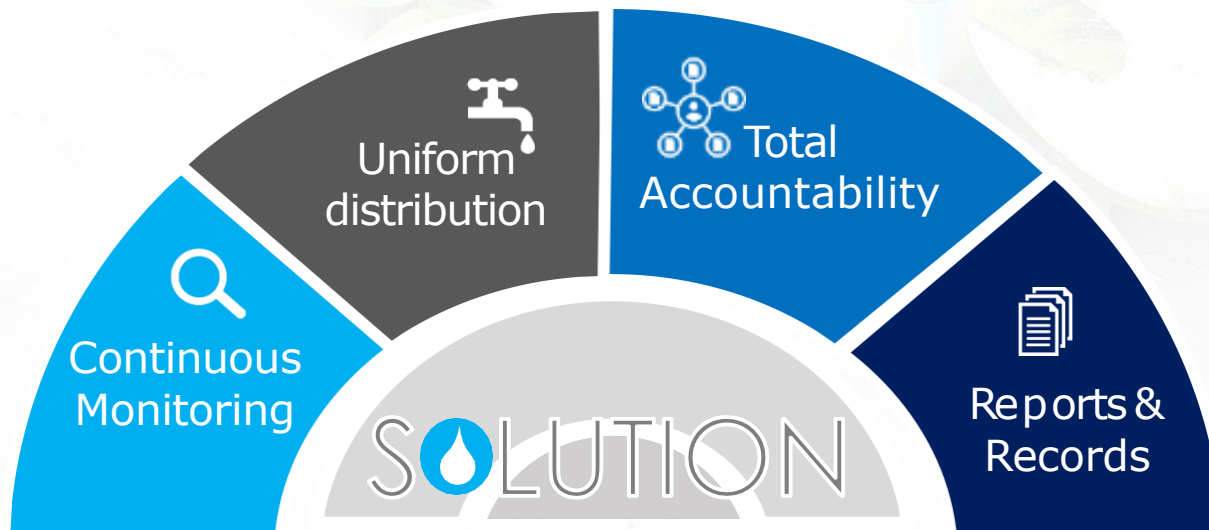 Uniform
distribution
Total
Accountability
Continuous
Monitoring
Reports &
Records
SOLUTION